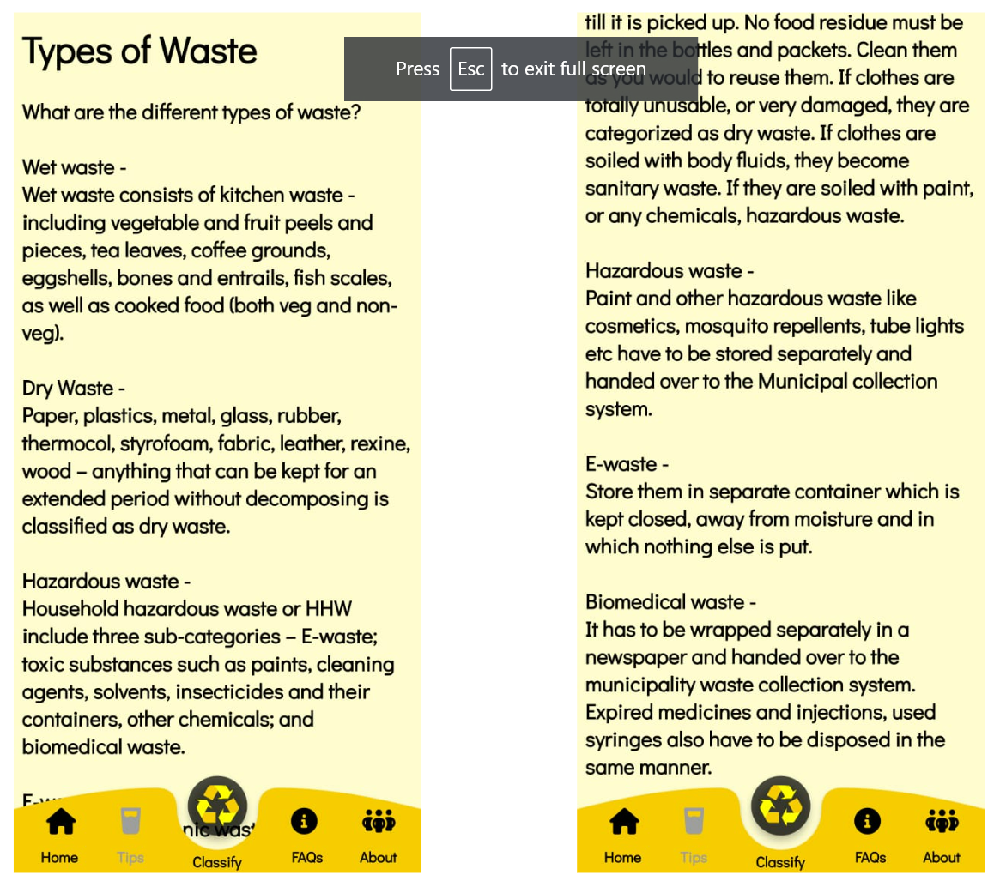 Types of Waste
What are the different types of waste?
Wet waste -
Wet waste consists of kitchen waste -
including vegetable and fruit peels and
pieces, tea leaves, coffee grounds,
eggshells, bones and entrails, fish scales,
as well as cooked food (both veg and non-
veg).
Dry Waste -
Paper, plastics, metal, glass, rubber,
thermocol, styrofoam, fabric, leather, rexine,
wood – anything that can be kept for an
extended period without decomposing is
classified as dry waste.
Hazardous waste -
Household hazardous waste or HHW
include three sub-categories – E-waste;
toxic substances such as paints, cleaning
agents, solvents, insecticides and their
containers, other chemicals; and
biomedical waste.
Home
Tips
Classify
FAQs
About
Press Esc to exit full screen
till it is picked up. No food residue must be
left in the bottles and packets. Clean them
as you would to reuse them. If clothes are
totally unusable, or very damaged, they are
categorized as dry waste. If clothes are
soiled with body fluids, they become
sanitary waste. If they are soiled with paint,
or any chemicals, hazardous waste.
Hazardous waste -
Paint and other hazardous waste like
cosmetics, mosquito repellents, tube lights
etc have to be stored separately and
handed over to the Municipal collection
system.
E-waste -
Store them in separate container which is
kept closed, away from moisture and in
which nothing else is put.
Biomedical waste -
It has to be wrapped separately in a
newspaper and handed over to the
municipality waste collection system.
Expired medicines and injections, used
syringes also have to be disposed in the
same manner.
Home
Tips
Classify
FAQs
About